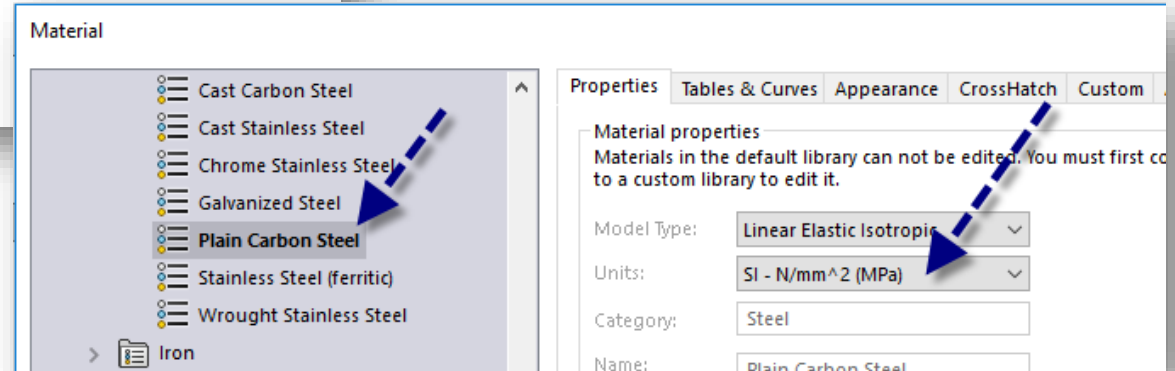 Material
Cast Carbon Steel
Cast Stainless Steel
Chrome Stainless Steel
Galvanized Steel
Plain Carbon Steel
Stainless Steel (ferritic)
Wrought Stainless Steel
Iron
Properties Tables & Curves Appearance CrossHatch Custom
Material properties
Materials in the default library can not be edited. You must first
to a custom library to edit it.
Model Type: Linear Elastic Isotropic
Units: SI - N/mm^2 (MPa)
Category: Steel
Name: Plain Carbon Steel